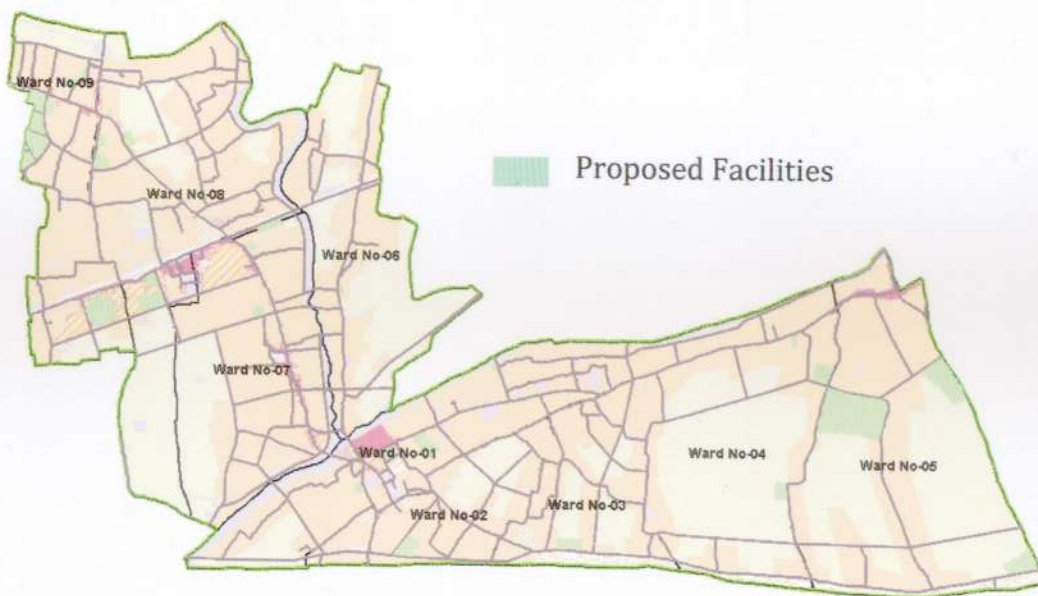 Ward No-09
Proposed Facilities
Ward No-08
Ward No-06
Ward No-07
Ward No-01
Ward No-04
Ward No-05
Ward No-03
Ward No-02